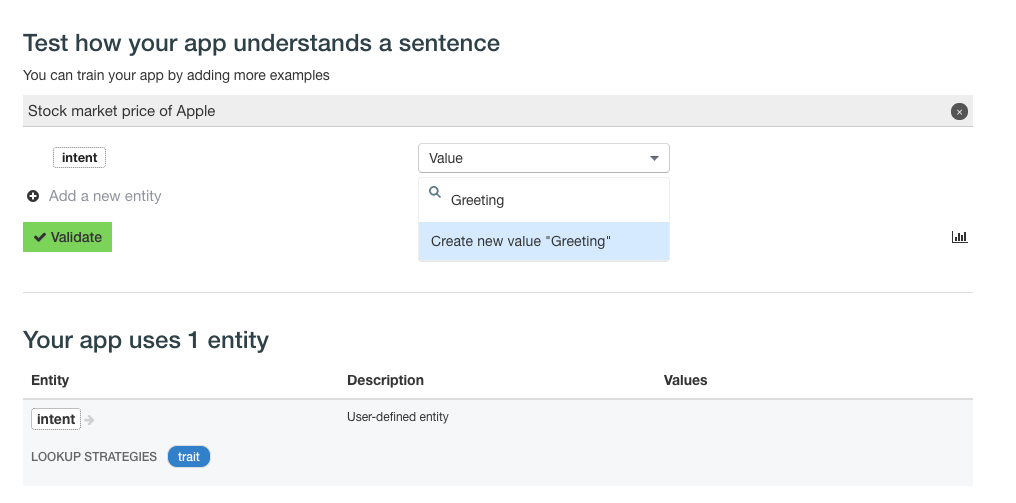 Test how your app understands a sentence
You can train your app by adding more examples
Stock market price of Apple
intent
Value
Greeting
Create new value "Greeting"
Add a new entity
Validate
Your app uses 1 entity
Entity Description Values
intent User-defined entity
LOOKUP STRATEGIES trait